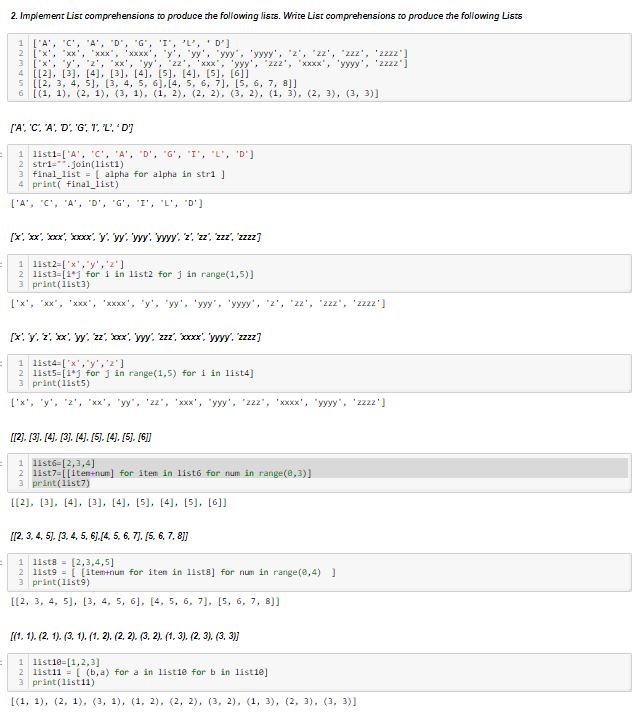 2. Implement List comprehensions to produce the following lists. Write List comprehensions to produce the following Lists
1 ['A', 'C', 'A', 'D', 'G', 'I', 'L', ' D']
2 ['x', 'xx', 'xxx', 'xxxx', 'y', 'yy', 'yyy', 'yyyy', 'z', 'zz', 'zzz', 'zzzz']
3 ['x', 'y', 'z', 'xx', 'yy', 'zz', 'xxx', 'yyy', 'zzz', 'xxxx', 'yyyy', 'zzzz']
4 [[2], [3], [4], [3], [4], [5], [4], [5], [6]]
5 [[2, 3, 4, 5], [3, 4, 5, 6],[4, 5, 6, 7], [5, 6, 7, 8]]
6 [(1, 1), (2, 1), (3, 1), (1, 2), (2, 2), (3, 2), (1, 3), (2, 3), (3, 3)]
['A', 'C', 'A', 'D', 'G', 'I', 'L', ' D']
1 list1=['A', 'C', 'A', 'D', 'G', 'I', 'L', 'D']
2 str1="".join(list1)
3 final_list = [ alpha for alpha in str1 ]
4 print( final_list)
['A', 'C', 'A', 'D', 'G', 'I', 'L', 'D']
['x', 'xx', 'xxx', 'xxxx', 'y', 'yy', 'yyy', 'yyyy', 'z', 'zz', 'zzz', 'zzzz']
1 list2=['x','y','z']
2 list3=[i*j for i in list2 for j in range(1,5)]
3 print(list3)
['x', 'xx', 'xxx', 'xxxx', 'y', 'yy', 'yyy', 'yyyy', 'z', 'zz', 'zzz', 'zzzz']
['x', 'y', 'z', 'xx', 'yy', 'zz', 'xxx', 'yyy', 'zzz', 'xxxx', 'yyyy', 'zzzz']
1 list4=['x','y','z']
2 list5=[i*j for j in range(1,5) for i in list4]
3 print(list5)
['x', 'y', 'z', 'xx', 'yy', 'zz', 'xxx', 'yyy', 'zzz', 'xxxx', 'yyyy', 'zzzz']
[[2], [3], [4], [3], [4], [5], [4], [5], [6]]
1 list6=[2,3,4]
2 list7=[[item+num] for item in list6 for num in range(0,3)]
3 print(list7)
[[2], [3], [4], [3], [4], [5], [4], [5], [6]]
[[2, 3, 4, 5], [3, 4, 5, 6],[4, 5, 6, 7], [5, 6, 7, 8]]
1 list8 = [2,3,4,5]
2 list9 = [ [item+num for item in list8] for num in range(0,4) ]
3 print(list9)
[[2, 3, 4, 5], [3, 4, 5, 6], [4, 5, 6, 7], [5, 6, 7, 8]]
[(1, 1), (2, 1), (3, 1), (1, 2), (2, 2), (3, 2), (1, 3), (2, 3), (3, 3)]
1 list10=[1,2,3]
2 list11 = [ (b,a) for a in list10 for b in list10]
3 print(list11)
[(1, 1), (2, 1), (3, 1), (1, 2), (2, 2), (3, 2), (1, 3), (2, 3), (3, 3)]